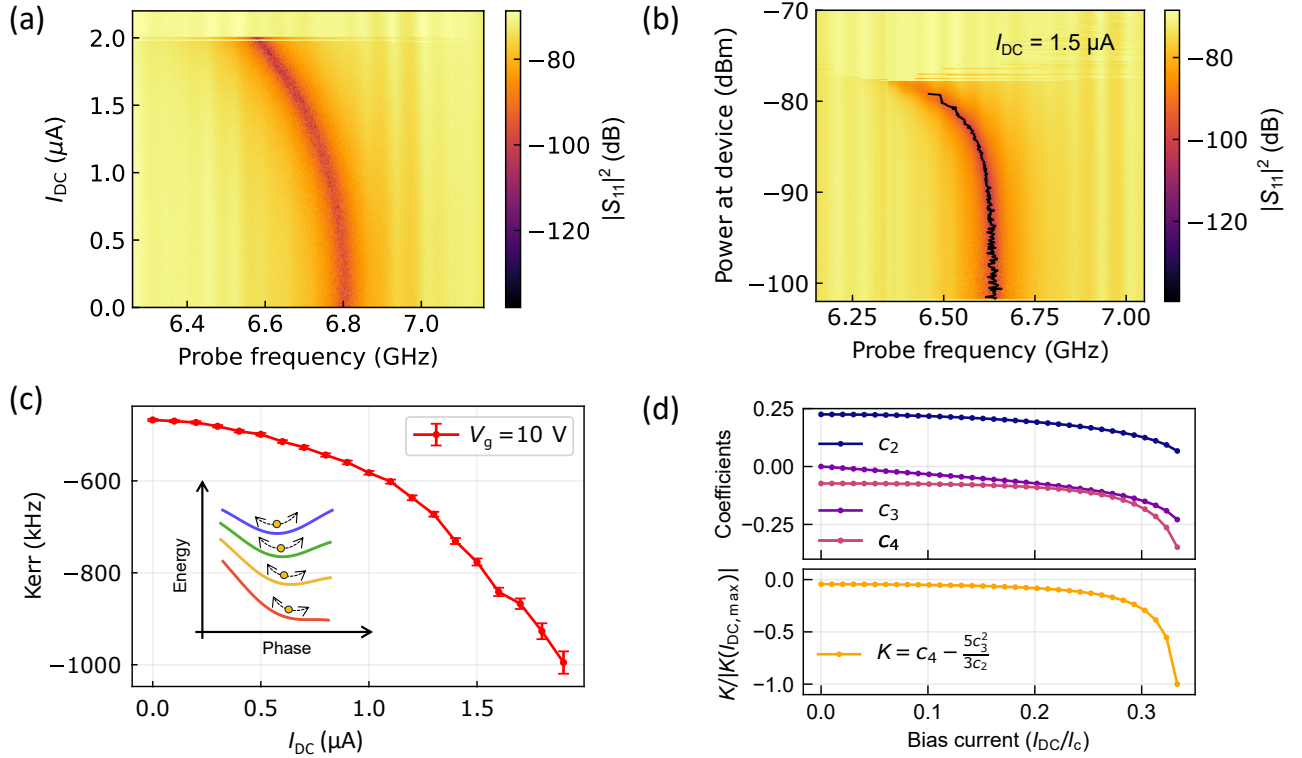 (a)
2.0
1.5
1.0
0.5
0.0
I_DC (μA)
6.4 6.6 6.8 7.0
Probe frequency (GHz)
−80
−100
−120
|S₁₁|² (dB)
(b)
I_DC = 1.5 μA
−70
−80
−90
−100
Power at device (dBm)
6.25 6.50 6.75 7.00
Probe frequency (GHz)
−80
−100
−120
|S₁₁|² (dB)
(c)
V_g = 10 V
−600
−800
−1000
Kerr (kHz)
Energy
Phase
0.0 0.5 1.0 1.5
I_DC (μA)
(d)
0.25
0.00
−0.25
Coefficients
c₂
c₃
c₄
0.0
−0.5
−1.0
K/|K(I_DC,max)|
K = c₄ − 5c₃²/3c₂
0.0 0.1 0.2 0.3
Bias current (I_DC/I_c)